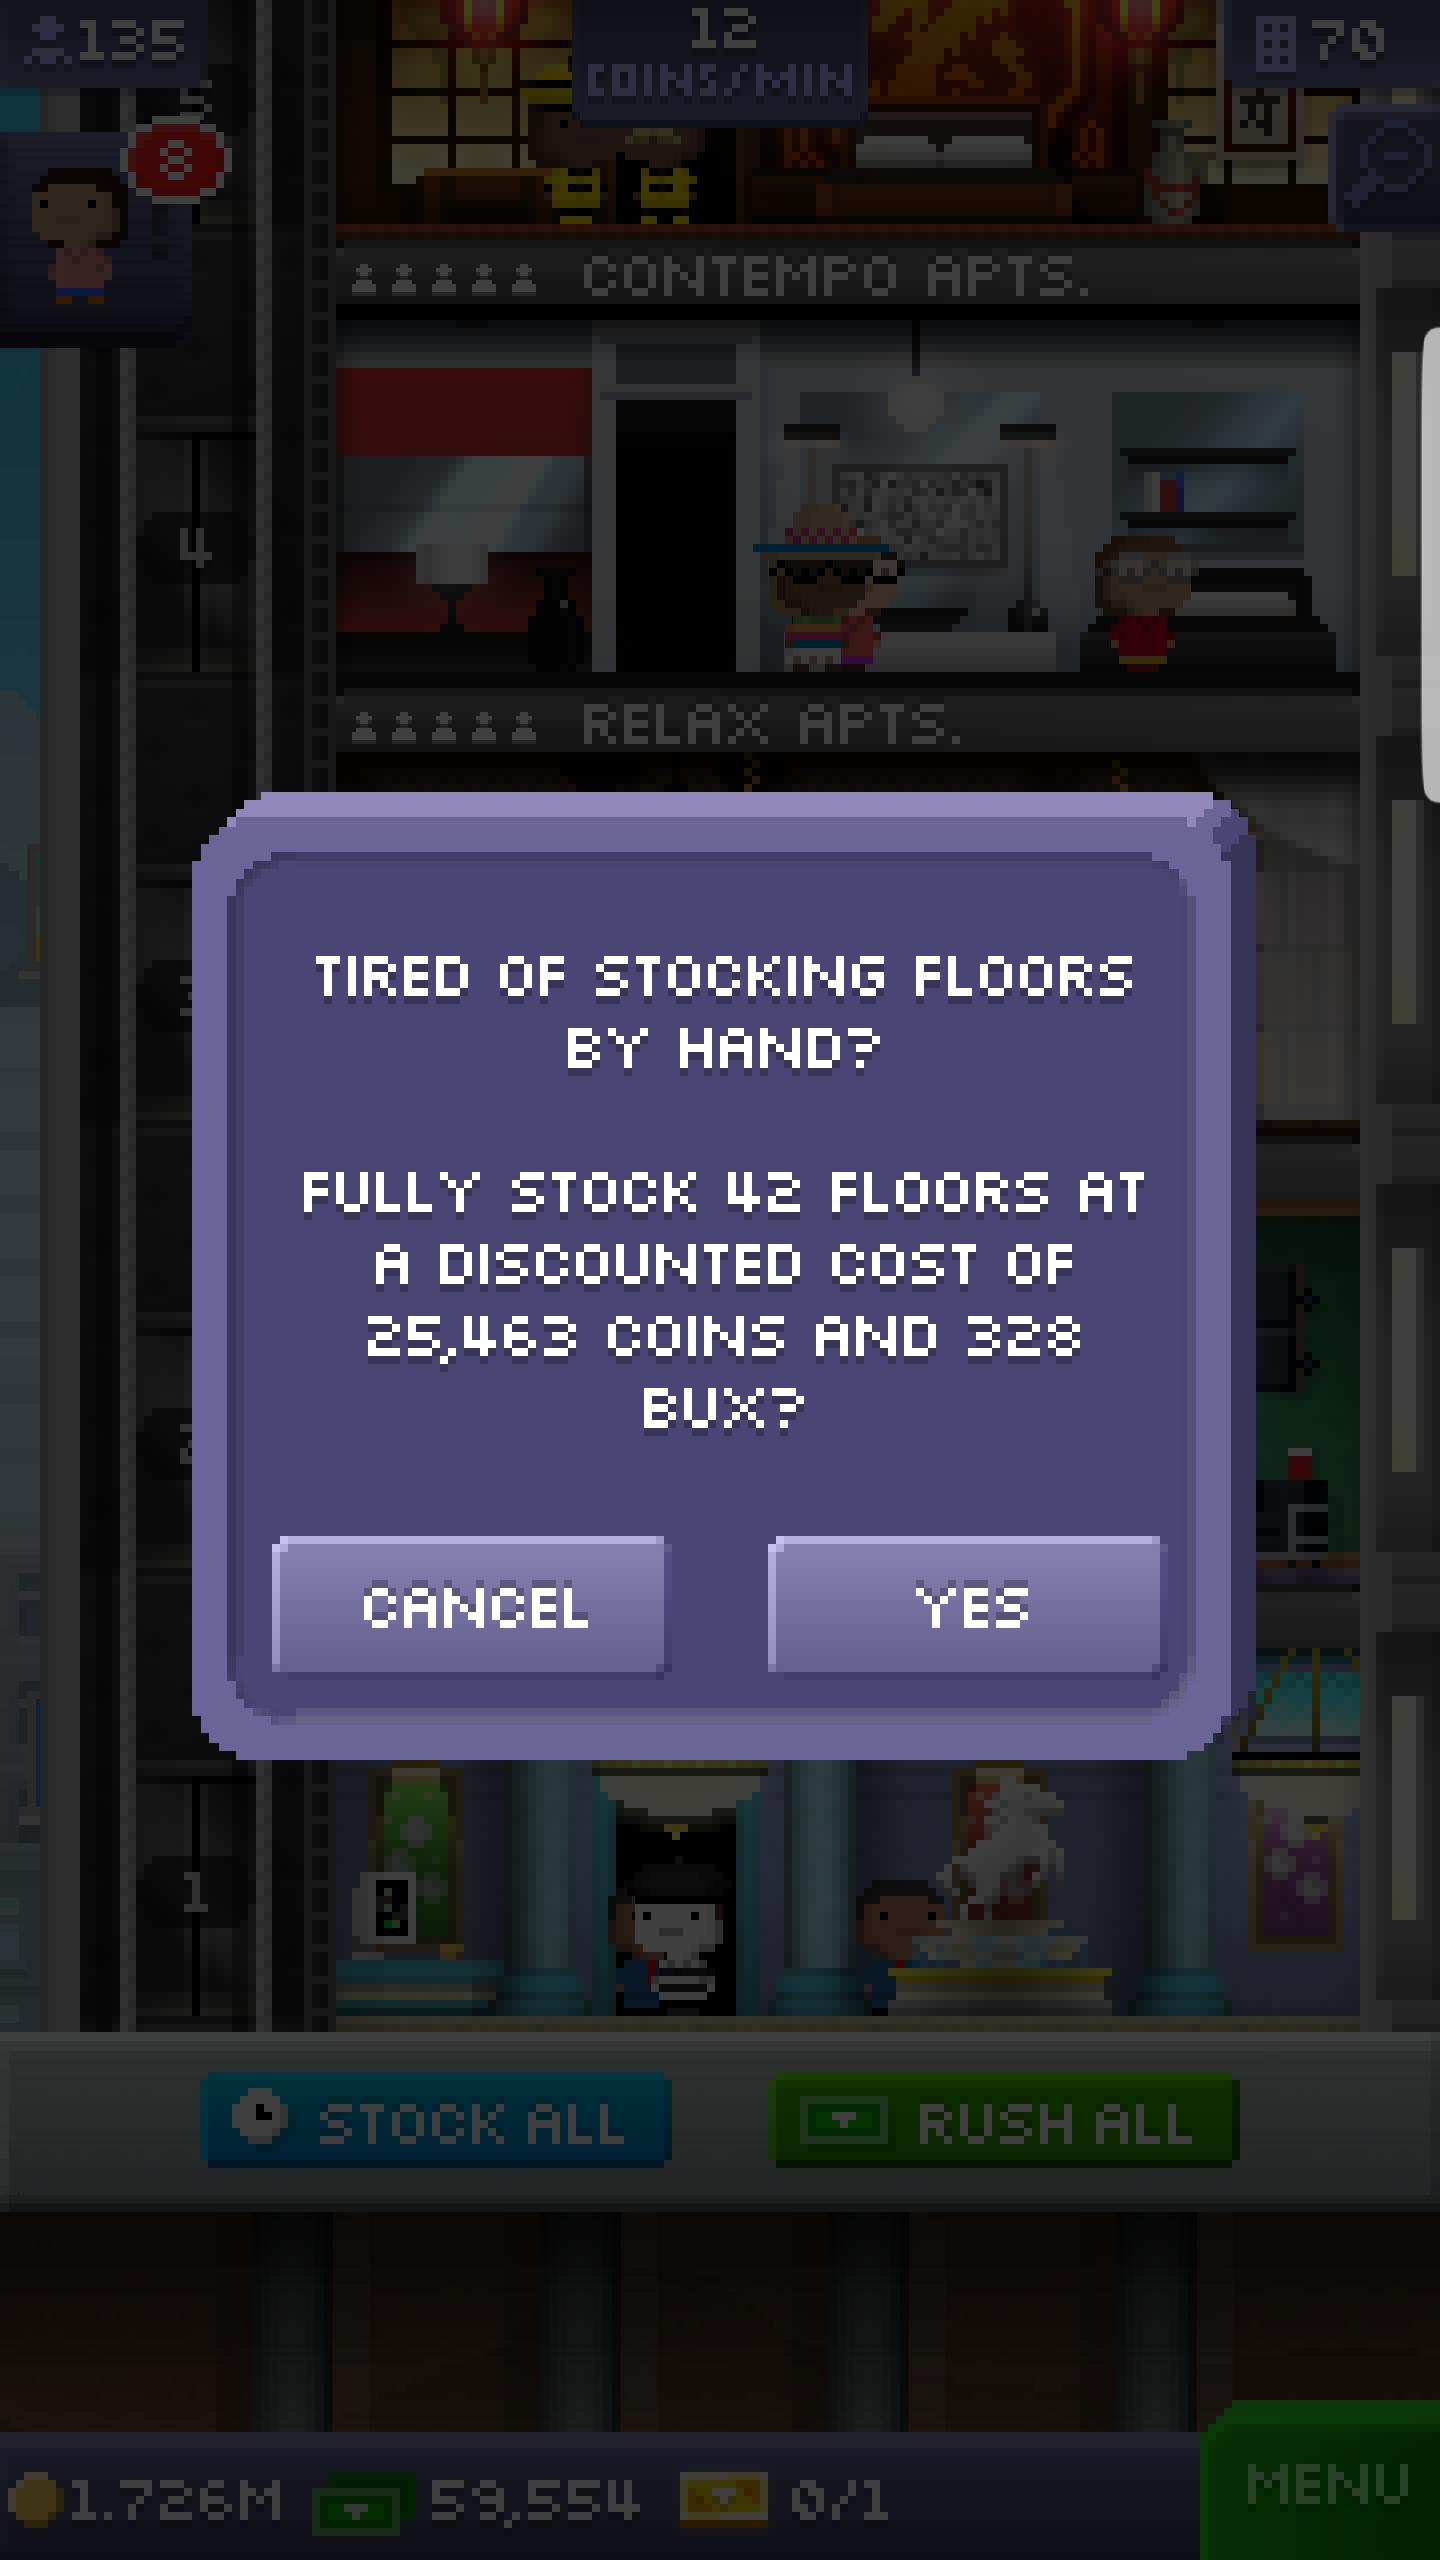 135
12
COINS/MIN
70
5
8
CONTEMPO APTS.
4
RELAX APTS.
TIRED OF STOCKING FLOORS
BY HAND?
FULLY STOCK 42 FLOORS AT
A DISCOUNTED COST OF
25,463 COINS AND 328
BUX?
CANCEL
YES
1
STOCK ALL
RUSH ALL
1.726M
59,554
0/1
MENU